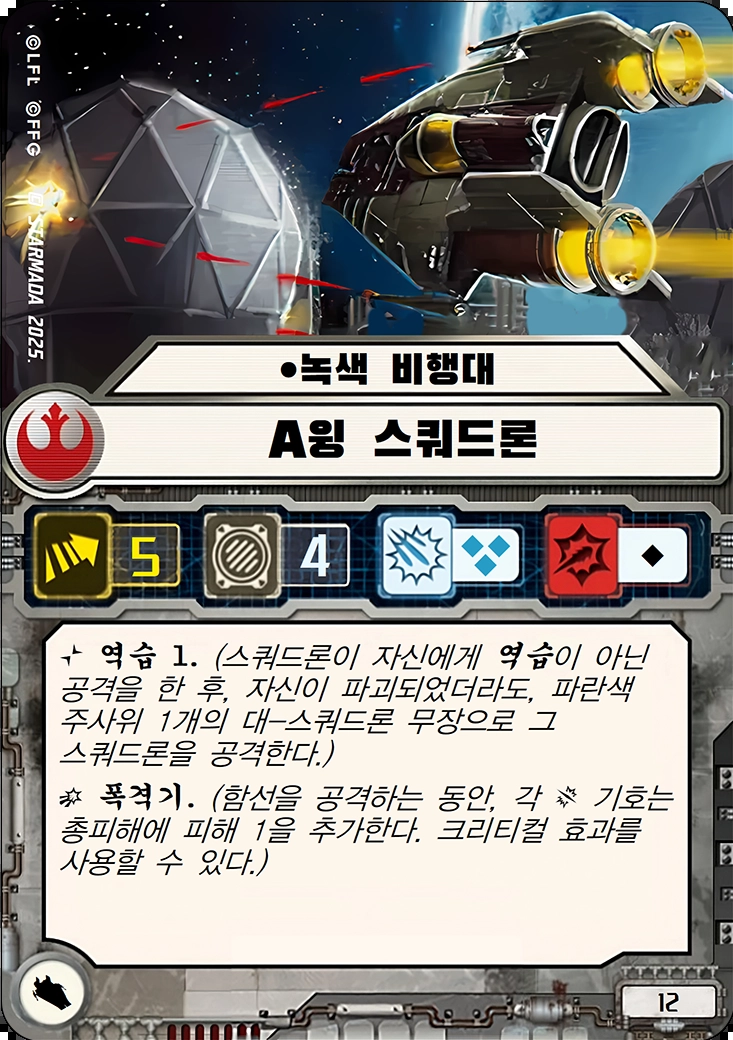 ©LFL ©FFG
STARMADA 2025.
•녹색 비행대
A윙 스쿼드론
5 4
역습 1. (스쿼드론이 자신에게 역습이 아닌
공격을 한 후, 자신이 파괴되었더라도, 파란색
주사위 1개의 대-스쿼드론 무장으로 그
스쿼드론을 공격한다.)
폭격기. (함선을 공격하는 동안, 각 기호는
총피해에 피해 1을 추가한다. 크리티컬 효과를
사용할 수 있다.)
12